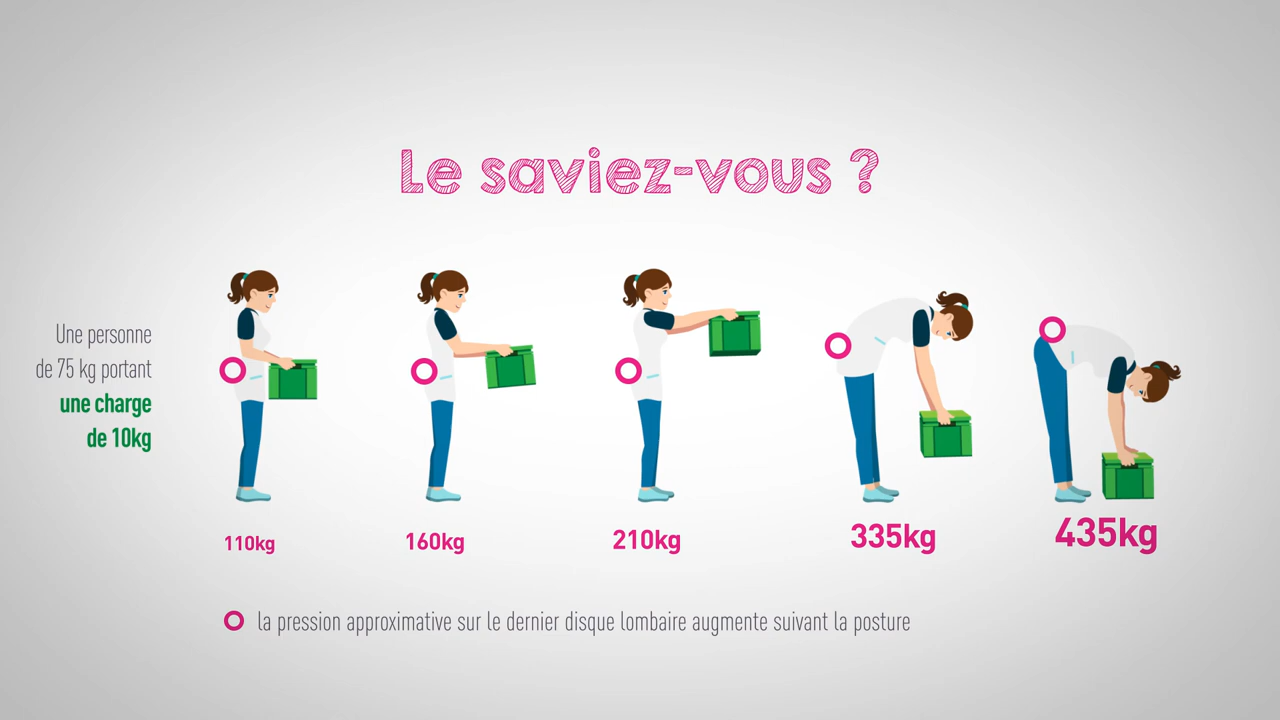 Le saviez-vous ?
Une personne
de 75 kg portant
une charge
de 10kg
110kg
160kg
210kg
335kg
435kg
la pression approximative sur le dernier disque lombaire augmente suivant la posture